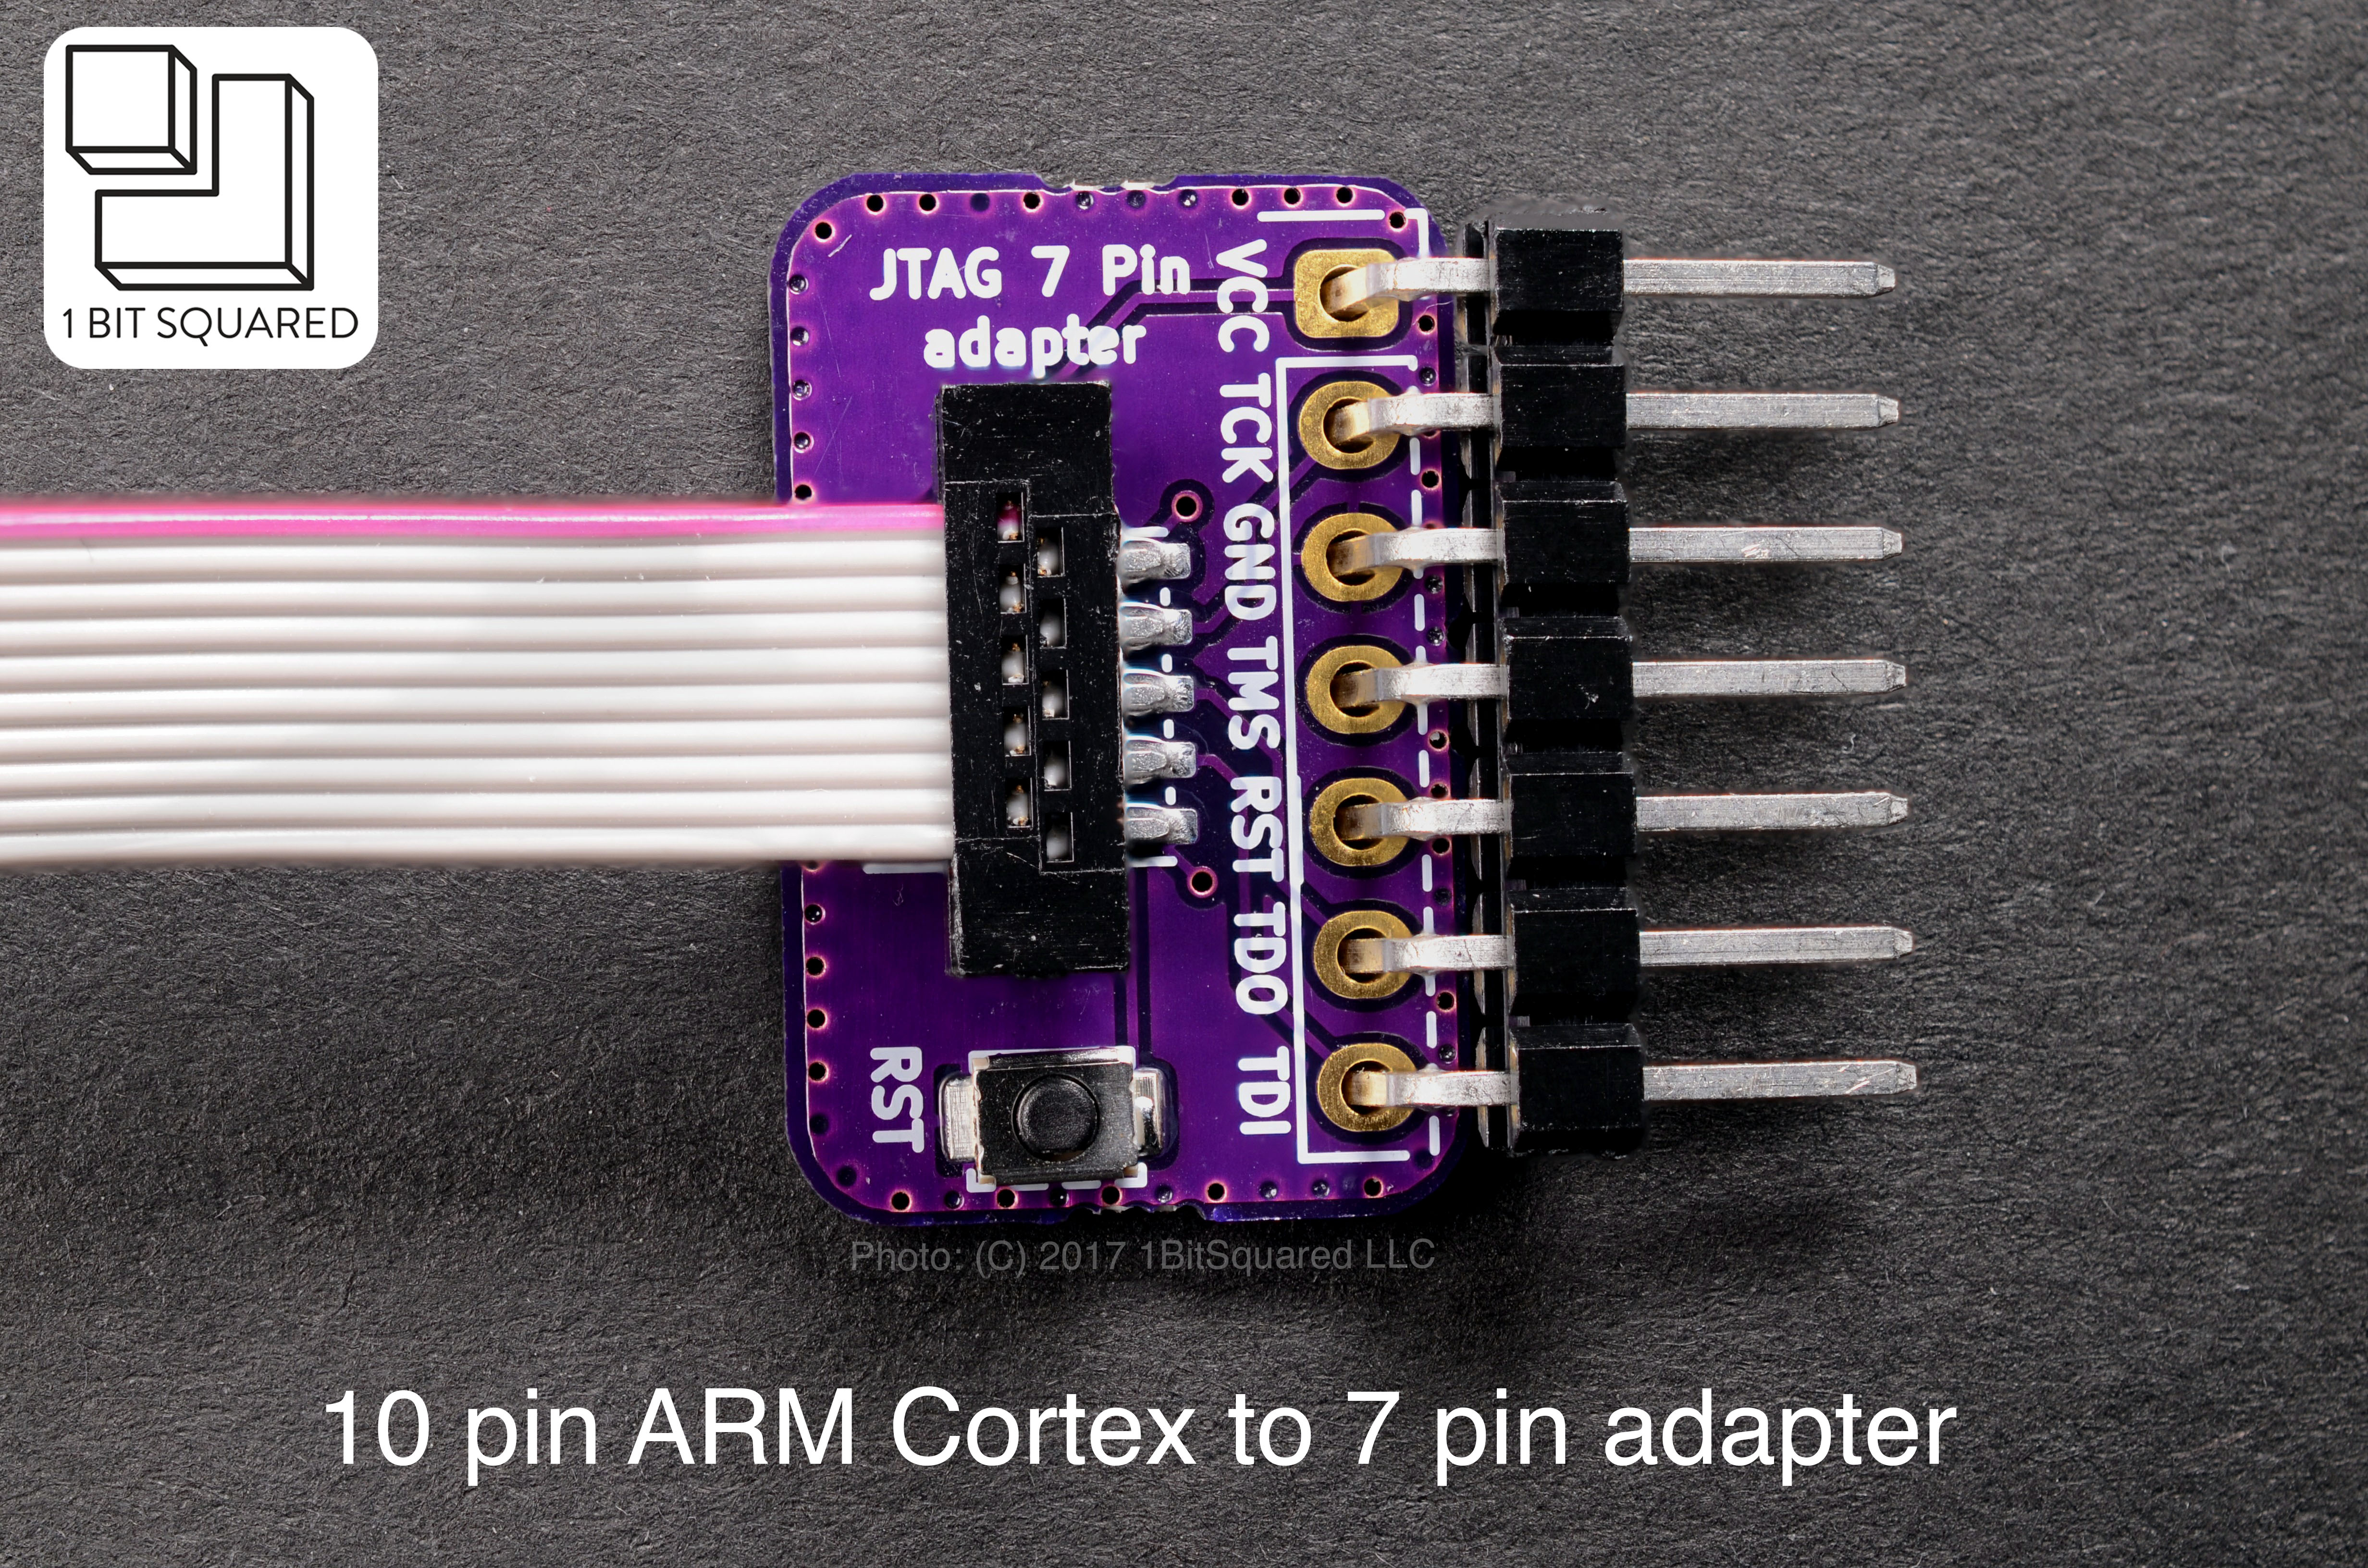 1 BIT SQUARED
JTAG 7 Pin
adapter
VCC TCK GND TMS RST TDO TDI
RST
Photo: (C) 2017 1BitSquared LLC
10 pin ARM Cortex to 7 pin adapter